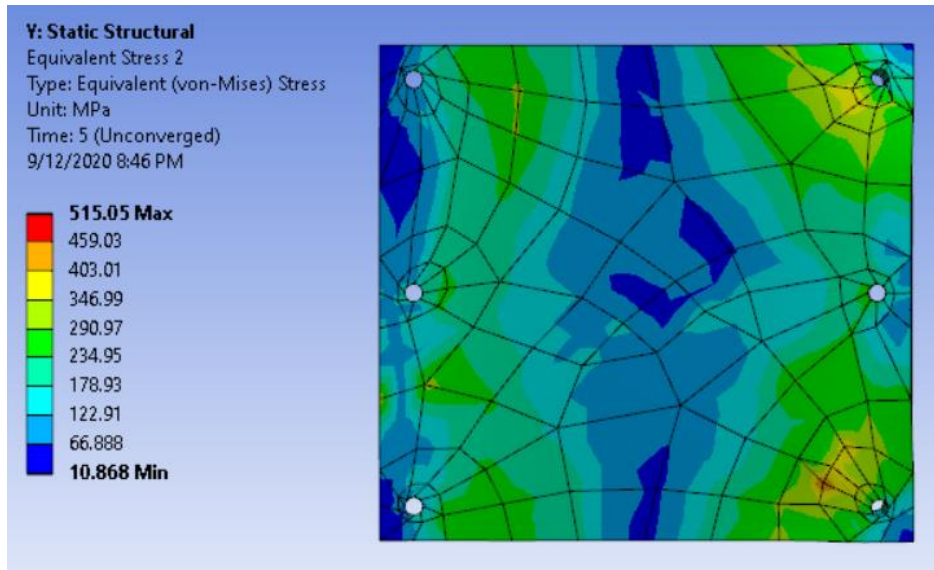 Y: Static Structural
Equivalent Stress 2
Type: Equivalent (von-Mises) Stress
Unit: MPa
Time: 5 (Unconverged)
9/12/2020 8:46 PM
515.05 Max
459.03
403.01
346.99
290.97
234.95
178.93
122.91
66.888
10.868 Min